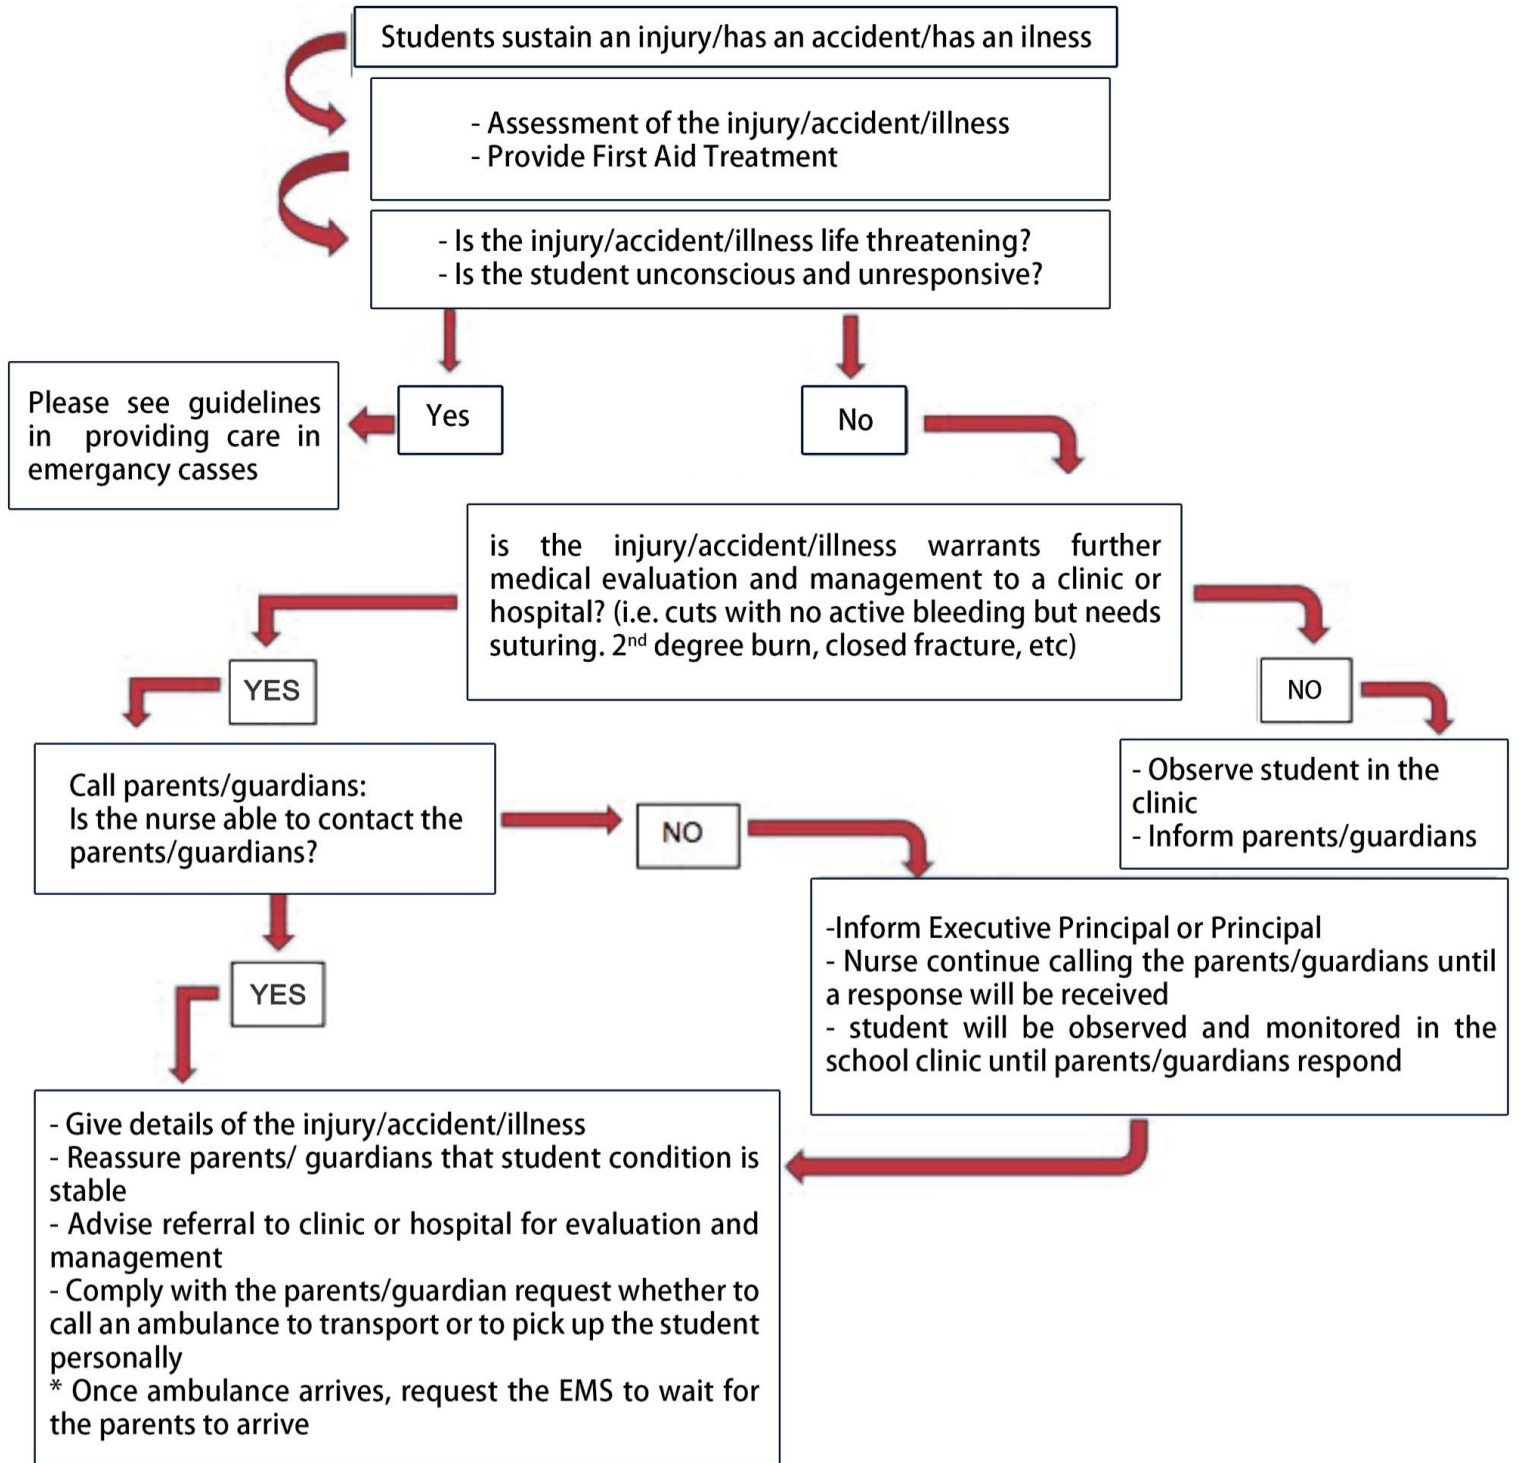 Students sustain an injury/has an accident/has an ilness
- Assessment of the injury/accident/illness
- Provide First Aid Treatment
- Is the injury/accident/illness life threatening?
- Is the student unconscious and unresponsive?
Please see guidelines
in providing care in
emergancy casses
Yes
No
is the injury/accident/illness warrants further
medical evaluation and management to a clinic or
hospital? (i.e. cuts with no active bleeding but needs
suturing. 2nd degree burn, closed fracture, etc)
YES
NO
Call parents/guardians:
Is the nurse able to contact the
parents/guardians?
NO
- Observe student in the
clinic
- Inform parents/guardians
-Inform Executive Principal or Principal
- Nurse continue calling the parents/guardians until
a response will be received
- student will be observed and monitored in the
school clinic until parents/guardians respond
YES
- Give details of the injury/accident/illness
- Reassure parents/ guardians that student condition is
stable
- Advise referral to clinic or hospital for evaluation and
management
- Comply with the parents/guardian request whether to
call an ambulance to transport or to pick up the student
personally
* Once ambulance arrives, request the EMS to wait for
the parents to arrive